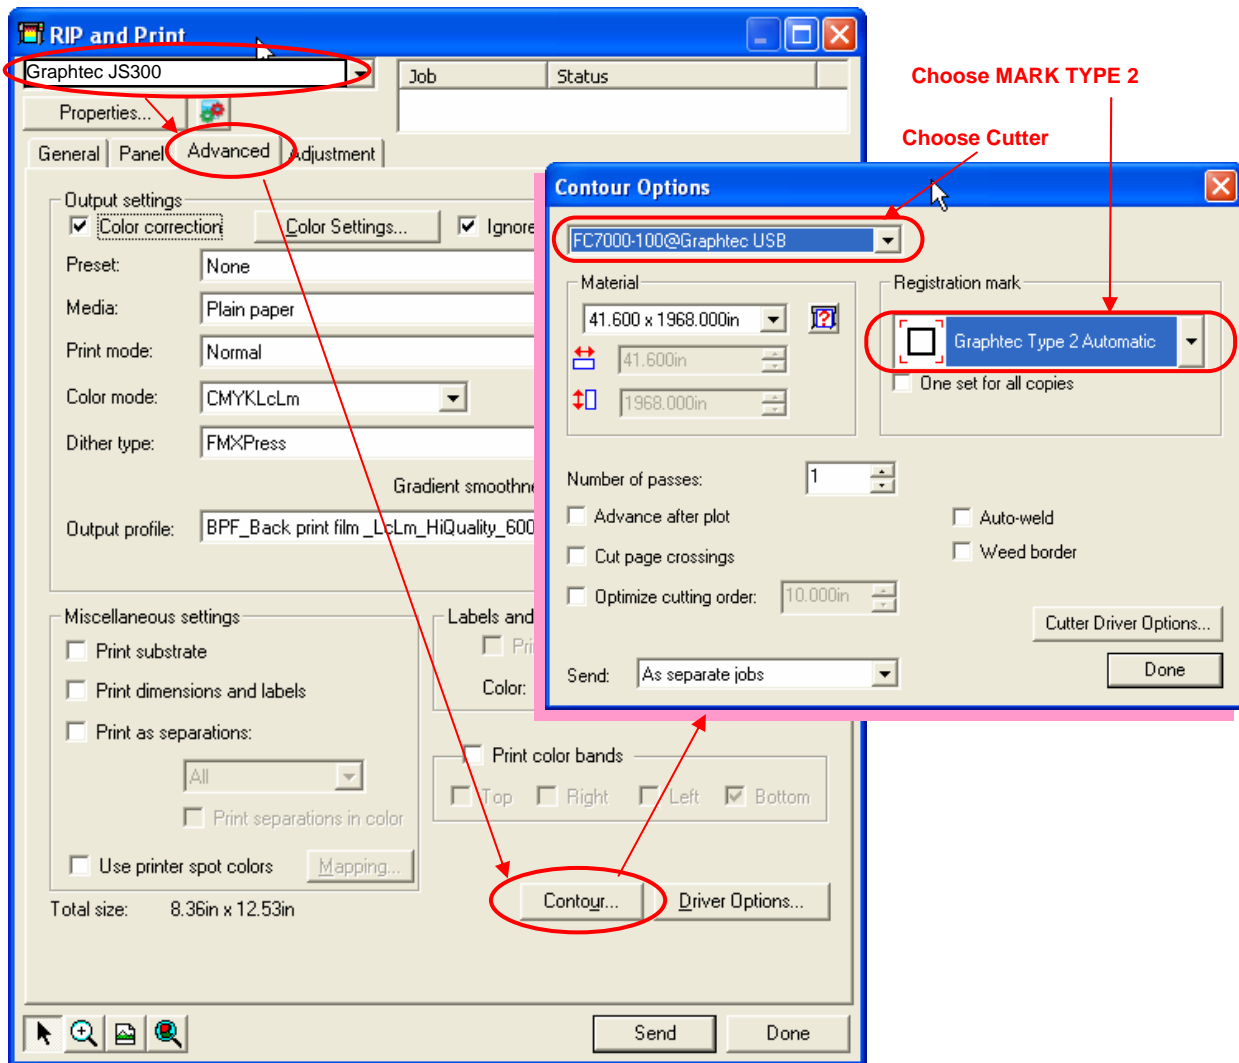 RIP and Print
Graphtec JS300
Job
Status
Properties...
General
Panel
Advanced
Adjustment
Output settings
Color correction
Color Settings...
Ignore
Preset:
None
Media:
Plain paper
Print mode:
Normal
Color mode:
CMYKLcLm
Dither type:
FMXPress
Gradient smoothne
Output profile:
BPF_Back print film _LcLm_HiQuality_600
Miscellaneous settings
Print substrate
Print dimensions and labels
Print as separations:
All
Print separations in color
Use printer spot colors
Mapping...
Total size:
8.36in x 12.53in
Labels and
Pri
Color:
Print color bands
Top
Right
Left
Bottom
Contour...
Driver Options...
Send
Done
Choose MARK TYPE 2
Choose Cutter
Contour Options
FC7000-100@Graphtec USB
Material
41.600 x 1968.000in
41.600in
1968.000in
Registration mark
Graphtec Type 2 Automatic
One set for all copies
Number of passes:
1
Advance after plot
Auto-weld
Cut page crossings
Weed border
Optimize cutting order:
10.000in
Cutter Driver Options...
Send:
As separate jobs
Done